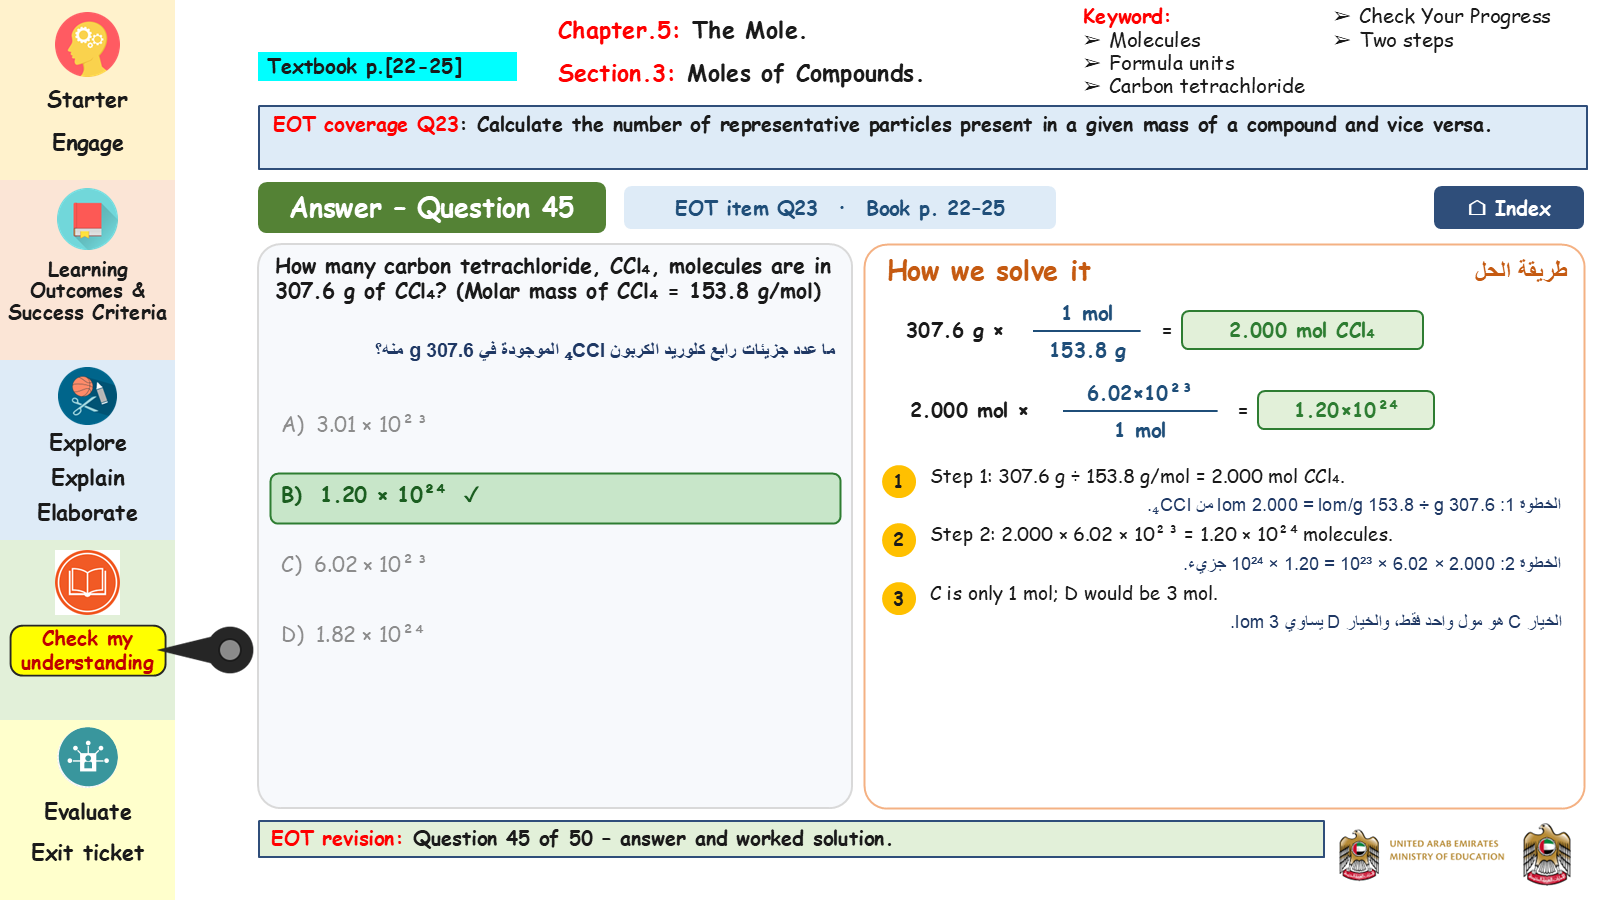 Starter
Engage
Learning
Outcomes &
Success Criteria
Explore
Explain
Elaborate
Check my
understanding
Evaluate
Exit ticket
Textbook p.[22-25]
Chapter.5: The Mole.
Section.3: Moles of Compounds.
Keyword:
➢ Molecules
➢ Formula units
➢ Carbon tetrachloride
➢ Check Your Progress
➢ Two steps
EOT coverage Q23: Calculate the number of representative particles present in a given mass of a compound and vice versa.
Answer – Question 45
EOT item Q23 · Book p. 22–25
☖ Index
How many carbon tetrachloride, CCl₄, molecules are in
307.6 g of CCl₄? (Molar mass of CCl₄ = 153.8 g/mol)
ما عدد جزيئات رابع كلوريد الكربون CCl₄ الموجودة في 307.6 g منه؟
A) 3.01 × 10²³
B) 1.20 × 10²⁴ ✓
C) 6.02 × 10²³
D) 1.82 × 10²⁴
How we solve it
طريقة الحل
307.6 g × 1 mol / 153.8 g = 2.000 mol CCl₄
2.000 mol × 6.02×10²³ / 1 mol = 1.20×10²⁴
1 Step 1: 307.6 g ÷ 153.8 g/mol = 2.000 mol CCl₄.
الخطوة 1: 307.6 g ÷ 153.8 g/mol = 2.000 mol من CCl₄.
2 Step 2: 2.000 × 6.02 × 10²³ = 1.20 × 10²⁴ molecules.
الخطوة 2: 2.000 × 6.02 × 10²³ = 1.20 × 10²⁴ جزيء.
3 C is only 1 mol; D would be 3 mol.
الخيار C هو مول واحد فقط، والخيار D يساوي 3 mol.
EOT revision: Question 45 of 50 – answer and worked solution.
UNITED ARAB EMIRATES
MINISTRY OF EDUCATION